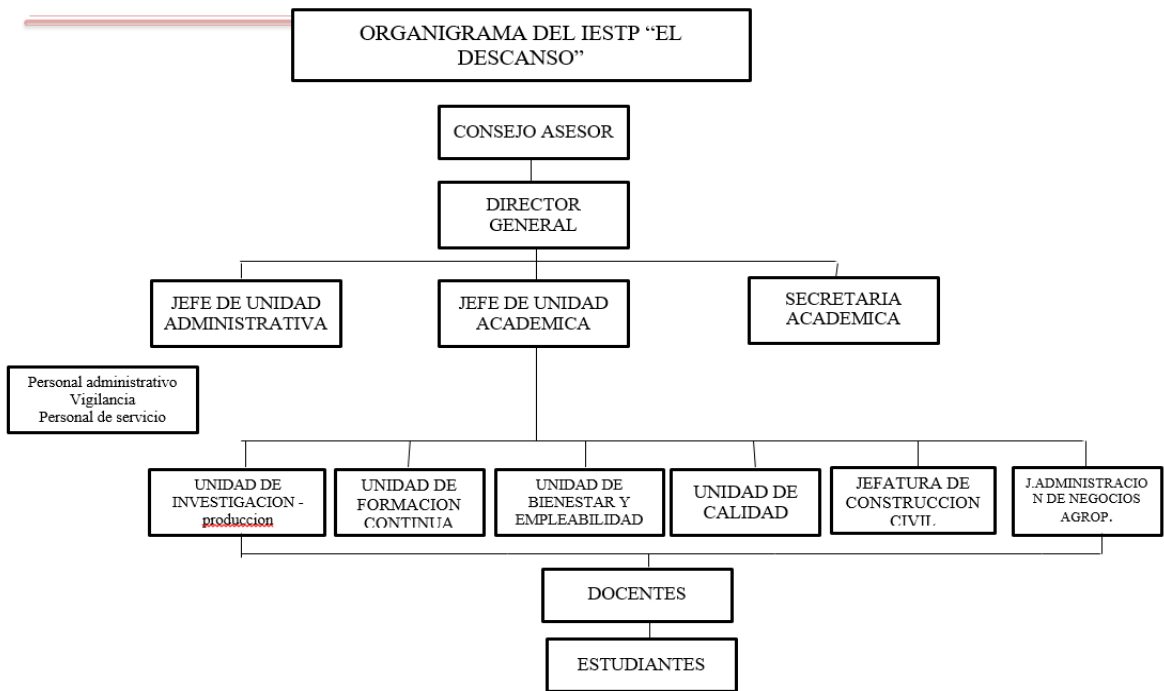 ORGANIGRAMA DEL IESTP “EL
DESCANSO”
CONSEJO ASESOR
DIRECTOR
GENERAL
JEFE DE UNIDAD
ADMINISTRATIVA
JEFE DE UNIDAD
ACADEMICA
SECRETARIA
ACADEMICA
Personal administrativo
Vigilancia
Personal de servicio
UNIDAD DE
INVESTIGACION -
produccion
UNIDAD DE
FORMACION
CONTINUA
UNIDAD DE
BIENESTAR Y
EMPLEABILIDAD
UNIDAD DE
CALIDAD
JEFATURA DE
CONSTRUCCION
CIVIL
J.ADMINISTRACIO
N DE NEGOCIOS
AGROP.
DOCENTES
ESTUDIANTES